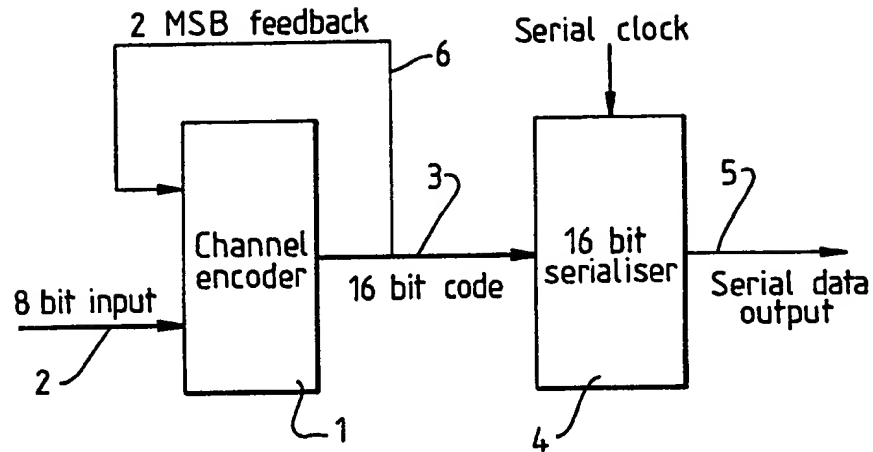 2 MSB feedback
6
Serial clock
3
5
Channel
encoder
16 bit
serialiser
8 bit input
16 bit code
Serial data
output
2
1
4